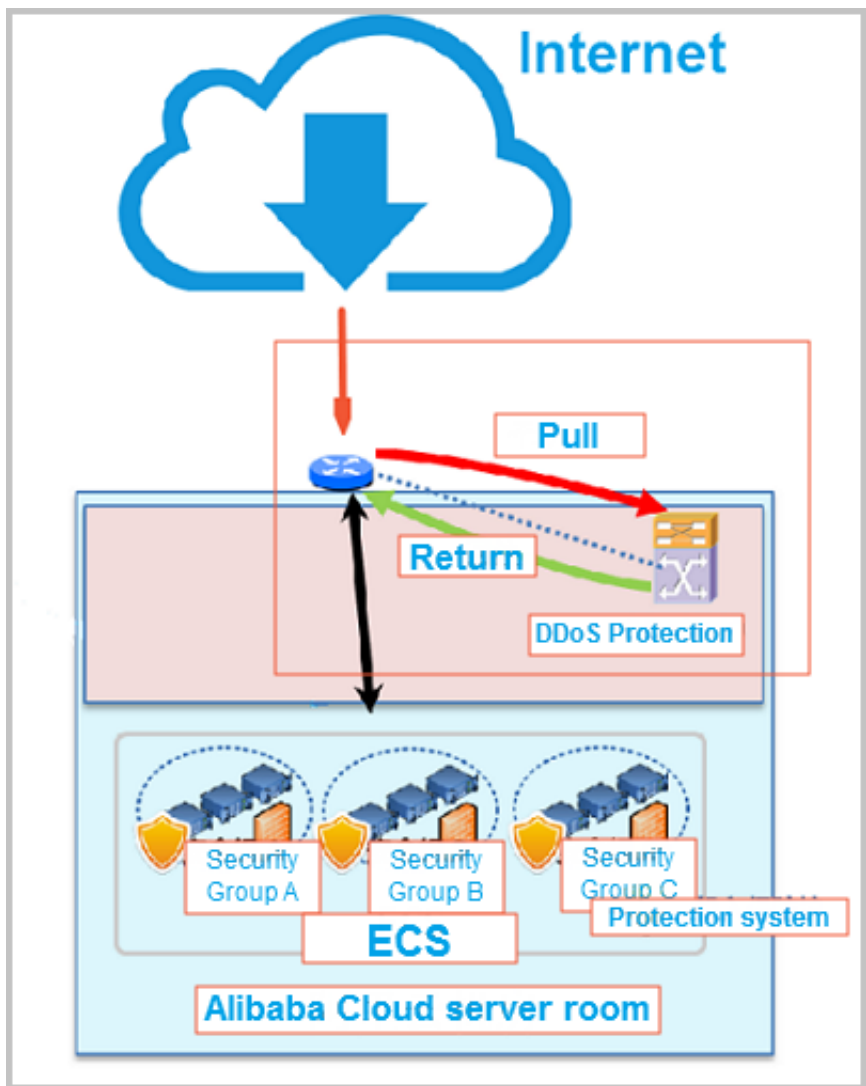 Internet
Pull
Return
DDoS Protection
Security
Group A
Security
Group B
Security
Group C
Protection system
ECS
Alibaba Cloud server room